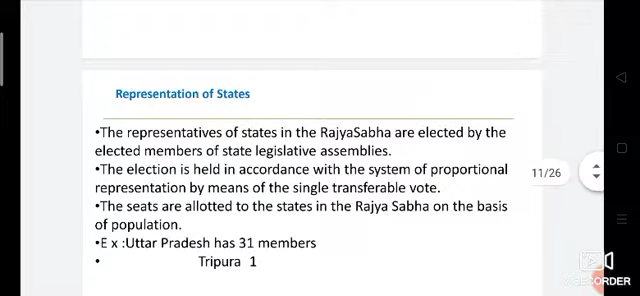 Representation of States
•The representatives of states in the RajyaSabha are elected by the
elected members of state legislative assemblies.
•The election is held in accordance with the system of proportional
representation by means of the single transferable vote.
11/26
•The seats are allotted to the states in the Rajya Sabha on the basis
of population.
•E x :Uttar Pradesh has 31 members
• Tripura 1